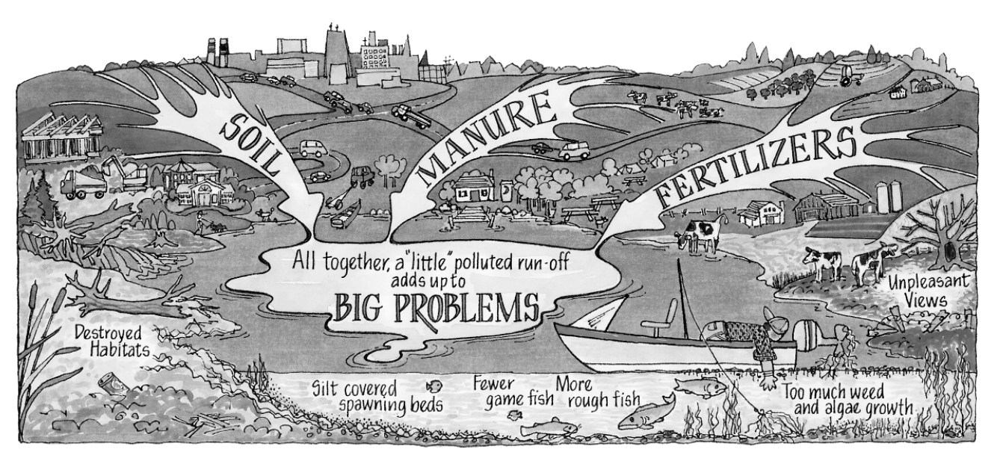 SOIL
MANURE
FERTILIZERS
All together, a "little" polluted run-off
adds up to
BIG PROBLEMS
Unpleasant
Views
Destroyed
Habitats
Silt covered
spawning beds
Fewer
game fish
More
rough fish
Too much weed
and algae growth